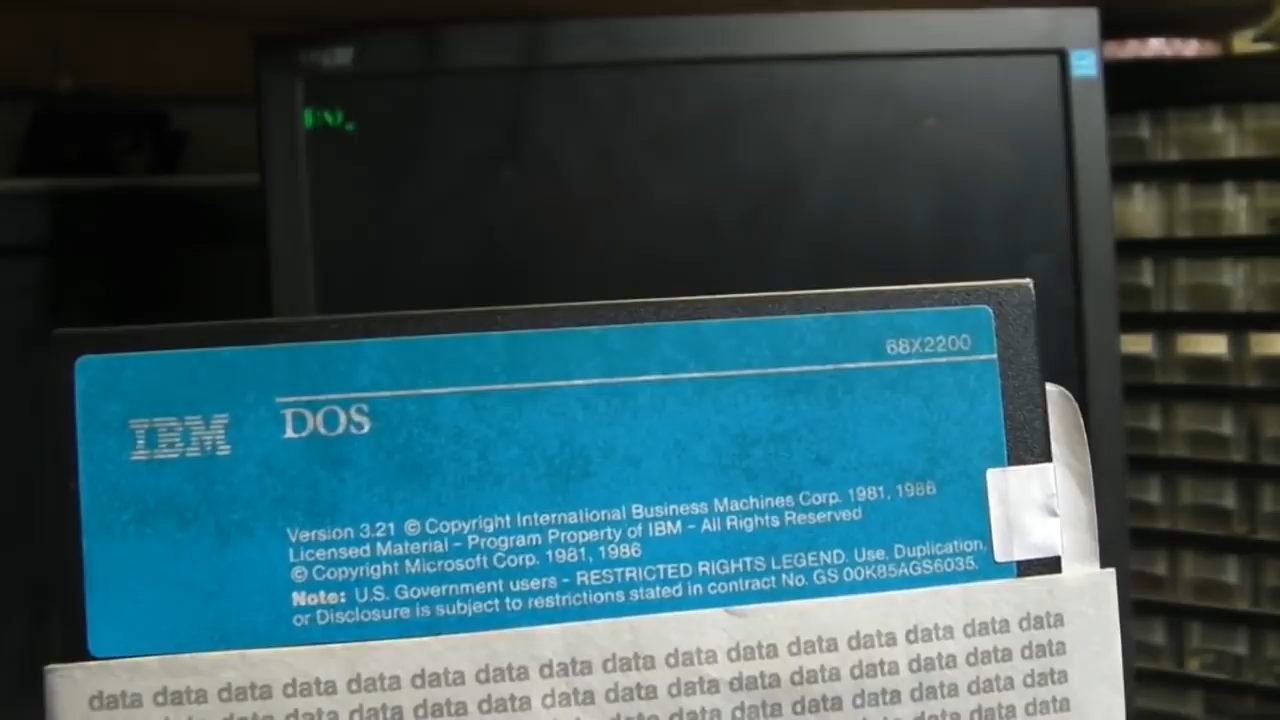 68X2200
IBM
DOS
Version 3.21 © Copyright International Business Machines Corp. 1981, 1986
Licensed Material - Program Property of IBM - All Rights Reserved
© Copyright Microsoft Corp. 1981, 1986
Note: U.S. Government users - RESTRICTED RIGHTS LEGEND. Use, Duplication,
or Disclosure is subject to restrictions stated in contract No. GS 00K85AGS6035.
data data data data data data data data data data data data data data data
data data data data data data data data data data data
data data data